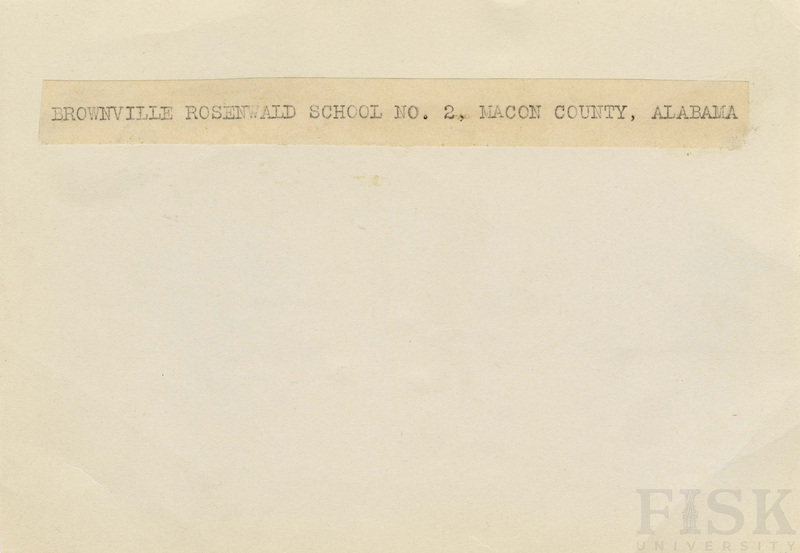 BROWNVILLE ROSENWALD SCHOOL NO. 2, MACON COUNTY, ALABAMA
FISK
UNIVERSITY